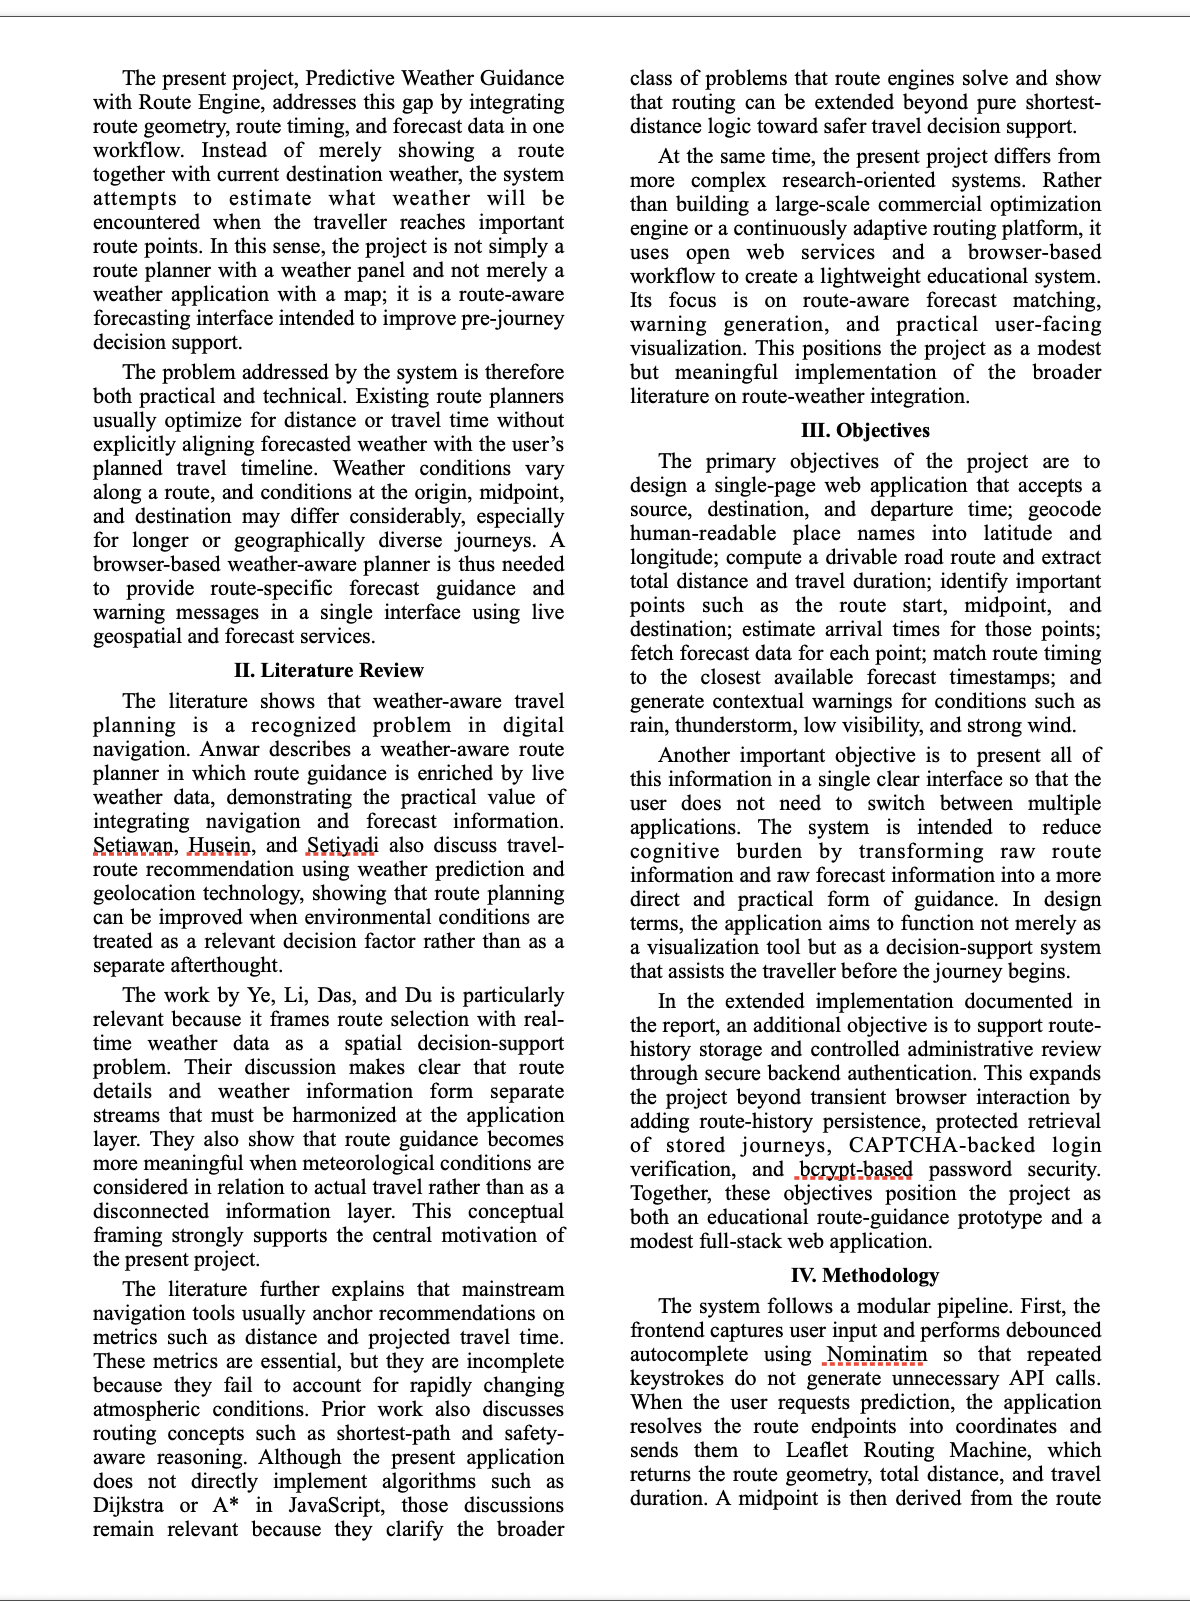 The present project, Predictive Weather Guidance
with Route Engine, addresses this gap by integrating
route geometry, route timing, and forecast data in one
workflow. Instead of merely showing a route
together with current destination weather, the system
attempts to estimate what weather will be
encountered when the traveller reaches important
route points. In this sense, the project is not simply a
route planner with a weather panel and not merely a
weather application with a map; it is a route-aware
forecasting interface intended to improve pre-journey
decision support.
The problem addressed by the system is therefore
both practical and technical. Existing route planners
usually optimize for distance or travel time without
explicitly aligning forecasted weather with the user’s
planned travel timeline. Weather conditions vary
along a route, and conditions at the origin, midpoint,
and destination may differ considerably, especially
for longer or geographically diverse journeys. A
browser-based weather-aware planner is thus needed
to provide route-specific forecast guidance and
warning messages in a single interface using live
geospatial and forecast services.
II. Literature Review
The literature shows that weather-aware travel
planning is a recognized problem in digital
navigation. Anwar describes a weather-aware route
planner in which route guidance is enriched by live
weather data, demonstrating the practical value of
integrating navigation and forecast information.
Setiawan, Husein, and Setiyadi also discuss travel-
route recommendation using weather prediction and
geolocation technology, showing that route planning
can be improved when environmental conditions are
treated as a relevant decision factor rather than as a
separate afterthought.
The work by Ye, Li, Das, and Du is particularly
relevant because it frames route selection with real-
time weather data as a spatial decision-support
problem. Their discussion makes clear that route
details and weather information form separate
streams that must be harmonized at the application
layer. They also show that route guidance becomes
more meaningful when meteorological conditions are
considered in relation to actual travel rather than as a
disconnected information layer. This conceptual
framing strongly supports the central motivation of
the present project.
The literature further explains that mainstream
navigation tools usually anchor recommendations on
metrics such as distance and projected travel time.
These metrics are essential, but they are incomplete
because they fail to account for rapidly changing
atmospheric conditions. Prior work also discusses
routing concepts such as shortest-path and safety-
aware reasoning. Although the present application
does not directly implement algorithms such as
Dijkstra or A* in JavaScript, those discussions
remain relevant because they clarify the broader
class of problems that route engines solve and show
that routing can be extended beyond pure shortest-
distance logic toward safer travel decision support.
At the same time, the present project differs from
more complex research-oriented systems. Rather
than building a large-scale commercial optimization
engine or a continuously adaptive routing platform, it
uses open web services and a browser-based
workflow to create a lightweight educational system.
Its focus is on route-aware forecast matching,
warning generation, and practical user-facing
visualization. This positions the project as a modest
but meaningful implementation of the broader
literature on route-weather integration.
III. Objectives
The primary objectives of the project are to
design a single-page web application that accepts a
source, destination, and departure time; geocode
human-readable place names into latitude and
longitude; compute a drivable road route and extract
total distance and travel duration; identify important
points such as the route start, midpoint, and
destination; estimate arrival times for those points;
fetch forecast data for each point; match route timing
to the closest available forecast timestamps; and
generate contextual warnings for conditions such as
rain, thunderstorm, low visibility, and strong wind.
Another important objective is to present all of
this information in a single clear interface so that the
user does not need to switch between multiple
applications. The system is intended to reduce
cognitive burden by transforming raw route
information and raw forecast information into a more
direct and practical form of guidance. In design
terms, the application aims to function not merely as
a visualization tool but as a decision-support system
that assists the traveller before the journey begins.
In the extended implementation documented in
the report, an additional objective is to support route-
history storage and controlled administrative review
through secure backend authentication. This expands
the project beyond transient browser interaction by
adding route-history persistence, protected retrieval
of stored journeys, CAPTCHA-backed login
verification, and bcrypt-based password security.
Together, these objectives position the project as
both an educational route-guidance prototype and a
modest full-stack web application.
IV. Methodology
The system follows a modular pipeline. First, the
frontend captures user input and performs debounced
autocomplete using Nominatim so that repeated
keystrokes do not generate unnecessary API calls.
When the user requests prediction, the application
resolves the route endpoints into coordinates and
sends them to Leaflet Routing Machine, which
returns the route geometry, total distance, and travel
duration. A midpoint is then derived from the route